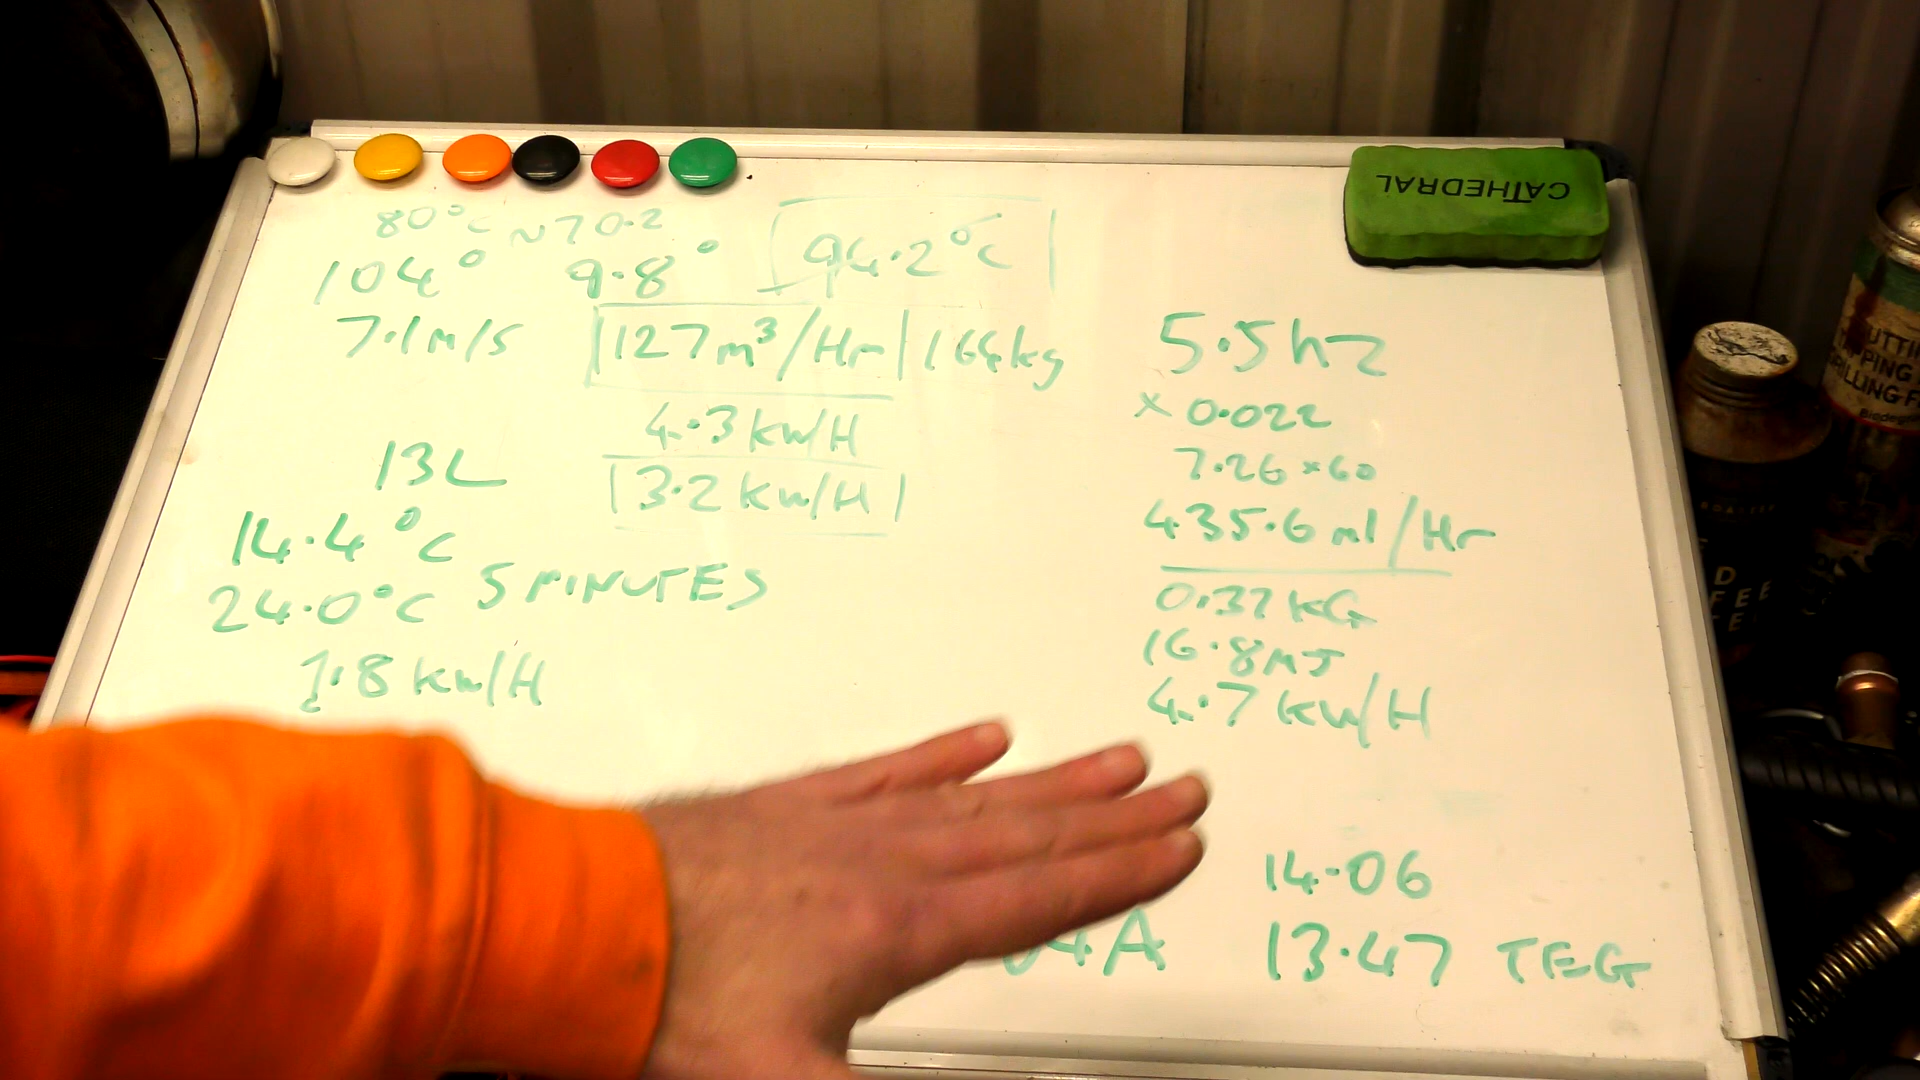 80°C ~70.2
104° 9.8° 94.2°C
7.1m/s 127m³/Hr 164kg
4.3kw/H
13L 3.2kw/H
14.4°C
24.0°C 5 MINUTES
1.8kw/H
CATHEDRAL
5.5hz
x 0.022
7.26 x 60
435.6ml/Hr
0.37KG
16.8MJ
4.7kw/H
14.06
4A 13.47 TEG